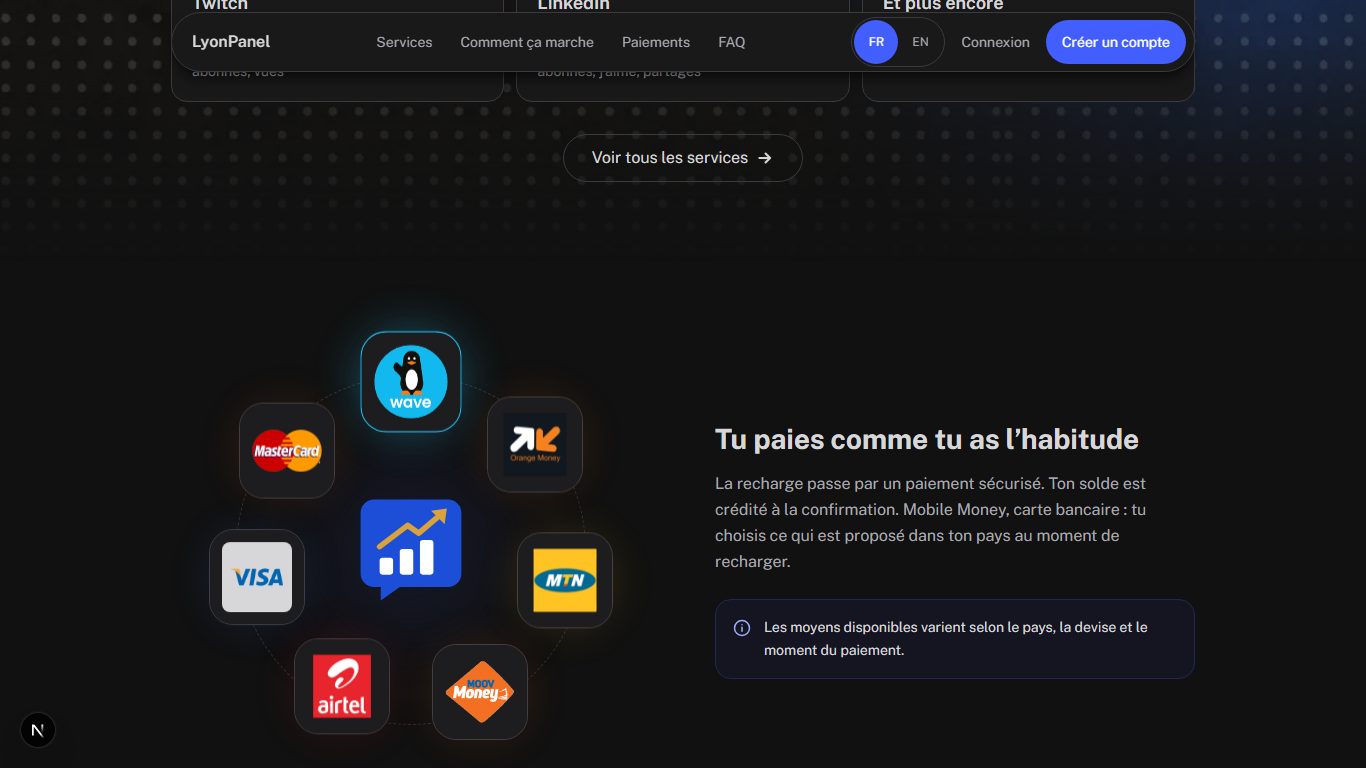 Twitch
LinkedIn
Et plus encore
LyonPanel
Services
Comment ça marche
Paiements
FAQ
FR
EN
Connexion
Créer un compte
abonnés, vues
abonnés, j'aime, partages
Voir tous les services →
wave
MasterCard
Orange Money
VISA
MTN
airtel
MOOV
Money
Tu paies comme tu as l’habitude
La recharge passe par un paiement sécurisé. Ton solde est
crédité à la confirmation. Mobile Money, carte bancaire : tu
choisis ce qui est proposé dans ton pays au moment de
recharger.
Les moyens disponibles varient selon le pays, la devise et le
moment du paiement.
N